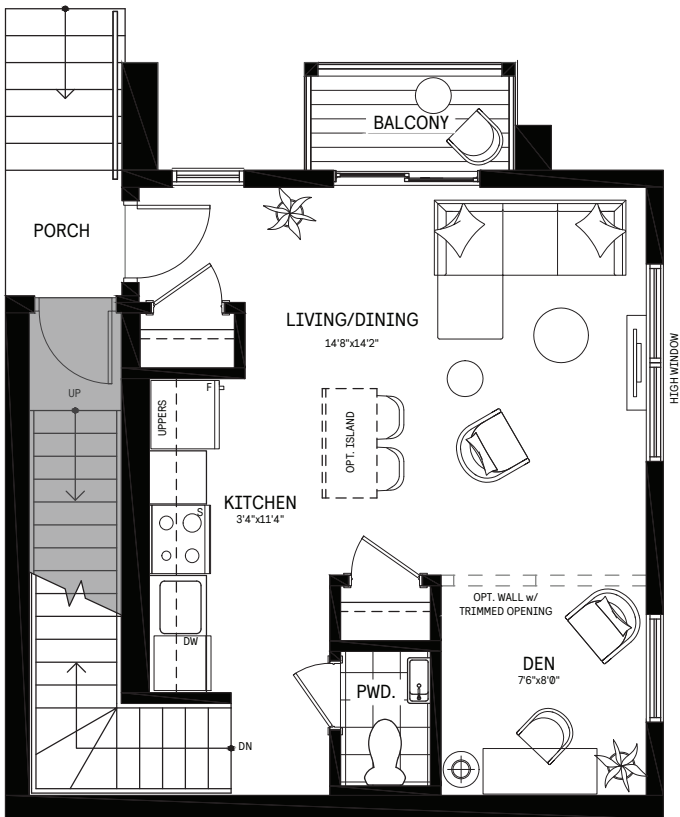 BALCONY
PORCH
LIVING/DINING
14'8"x14'2"
HIGH WINDOW
UP
F
UPPERS
OPT. ISLAND
KITCHEN
3'4"x11'4"
S
OPT. WALL w/
TRIMMED OPENING
DW
PWD.
DEN
7'6"x8'0"
DN